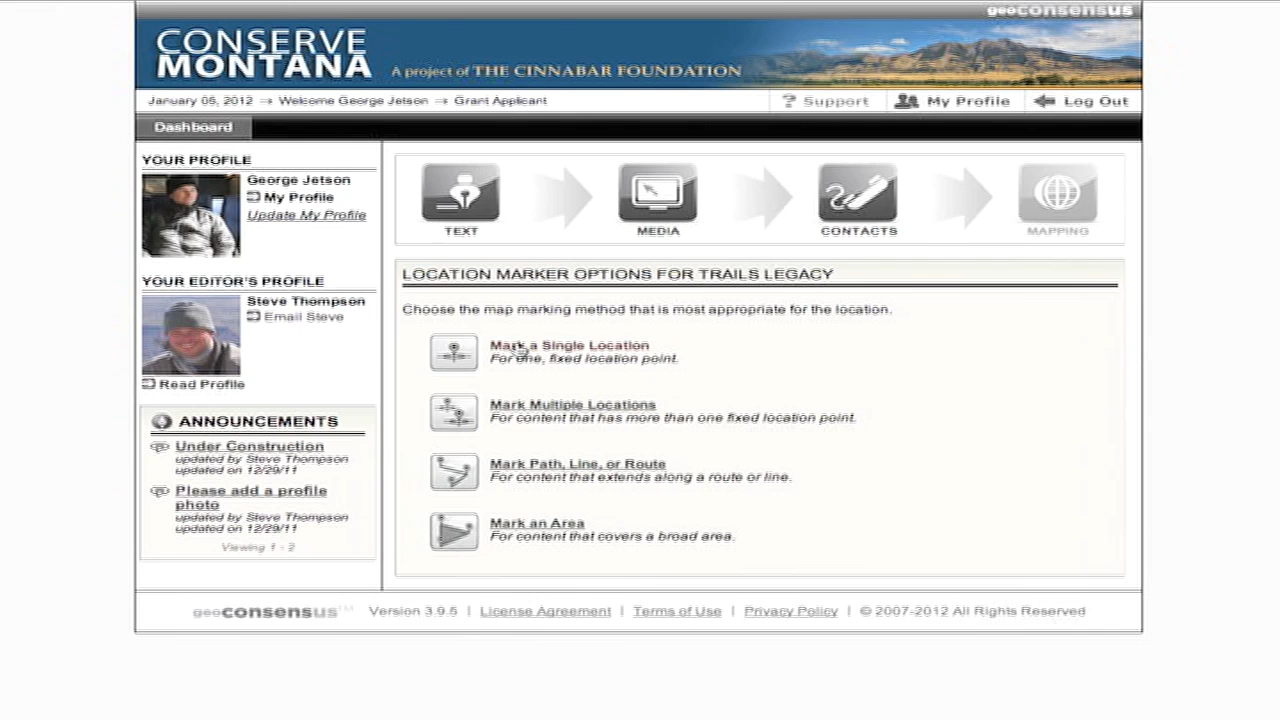 geoconsensus
CONSERVE
MONTANA
A project of THE CINNABAR FOUNDATION
January 05, 2012 → Welcome George Jetson → Grant Applicant
? Support
My Profile
Log Out
Dashboard
YOUR PROFILE
George Jetson
My Profile
Update My Profile
YOUR EDITOR'S PROFILE
Steve Thompson
Email Steve
Read Profile
ANNOUNCEMENTS
Under Construction
updated by Steve Thompson
updated on 12/29/11
Please add a profile
photo
updated by Steve Thompson
updated on 12/29/11
Viewing 1 - 2
TEXT
MEDIA
CONTACTS
MAPPING
LOCATION MARKER OPTIONS FOR TRAILS LEGACY
Choose the map marking method that is most appropriate for the location.
Mark a Single Location
For one, fixed location point.
Mark Multiple Locations
For content that has more than one fixed location point.
Mark Path, Line, or Route
For content that extends along a route or line.
Mark an Area
For content that covers a broad area.
geoconsensus™ Version 3.9.5 | License Agreement | Terms of Use | Privacy Policy | © 2007-2012 All Rights Reserved